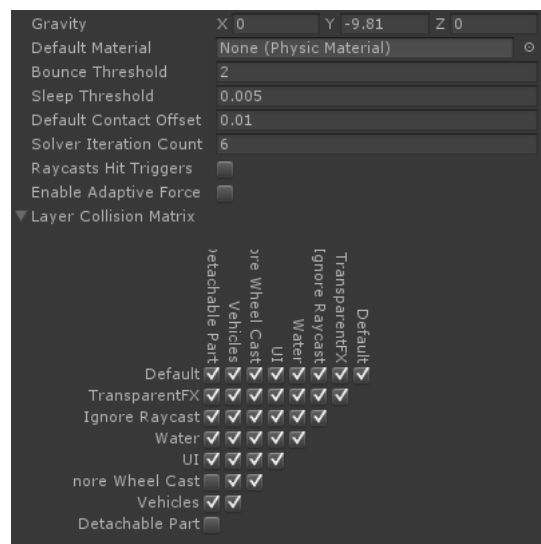 Gravity X 0 Y -9.81 Z 0
Default Material None (Physic Material)
Bounce Threshold 2
Sleep Threshold 0.005
Default Contact Offset 0.01
Solver Iteration Count 6
Raycasts Hit Triggers
Enable Adaptive Force
Layer Collision Matrix
Detachable Part
Vehicles
ore Wheel Cast
UI
Water
Ignore Raycast
TransparentFX
Default
Default
TransparentFX
Ignore Raycast
Water
UI
nore Wheel Cast
Vehicles
Detachable Part